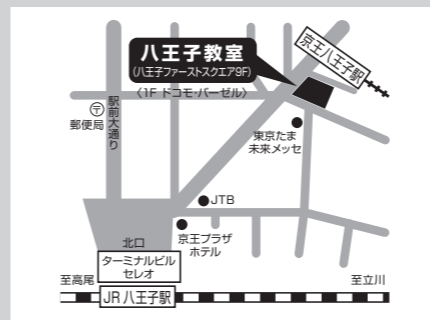 八王子教室
(八王子ファーストスクエア9F)
〈1F ドコモ・バーゼル〉
京王八王子駅
駅前大通り
〒
郵便局
東京たま
未来メッセ
JTB
京王プラザ
ホテル
北口
ターミナルビル
セレオ
至高尾
至立川
JR 八王子駅